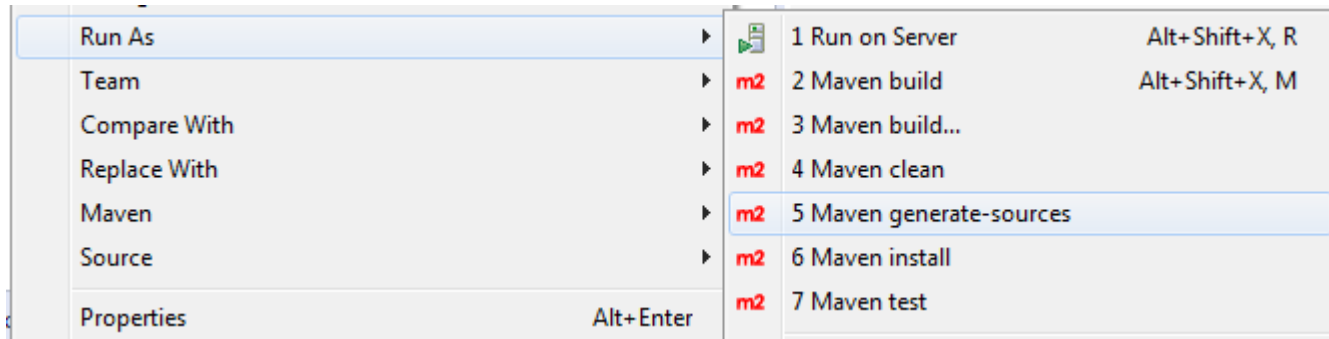 Run As
Team
Compare With
Replace With
Maven
Source
Properties Alt+Enter
1 Run on Server Alt+Shift+X, R
m2 2 Maven build Alt+Shift+X, M
m2 3 Maven build...
m2 4 Maven clean
m2 5 Maven generate-sources
m2 6 Maven install
m2 7 Maven test